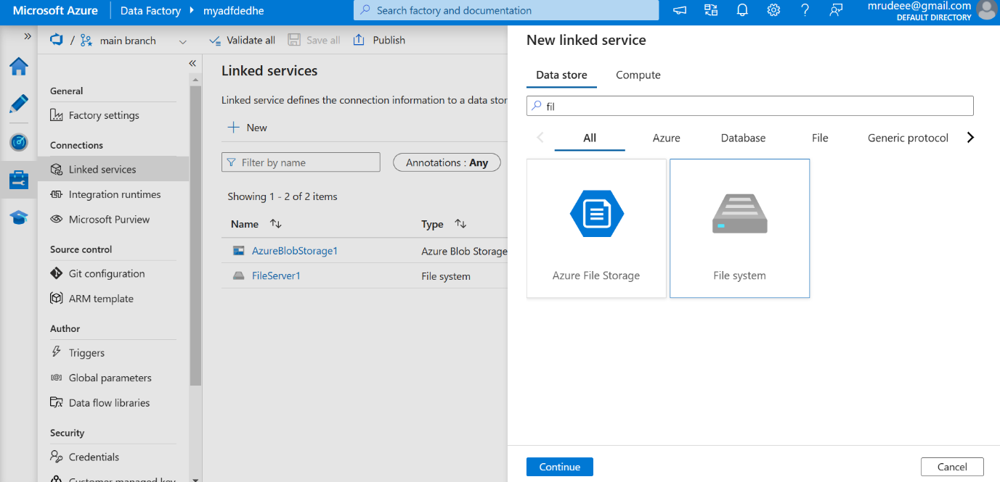 Microsoft Azure
Data Factory
myadfdedhe
Search factory and documentation
mrudeee@gmail.com
DEFAULT DIRECTORY
/
main branch
Validate all
Save all
Publish
General
Factory settings
Connections
Linked services
Integration runtimes
Microsoft Purview
Source control
Git configuration
ARM template
Author
Triggers
Global parameters
Data flow libraries
Security
Credentials
Customer managed key
Linked services
Linked service defines the connection information to a data stor
New
Filter by name
Annotations : Any
Showing 1 - 2 of 2 items
Name Type
AzureBlobStorage1 Azure Blob Storage
FileServer1 File system
New linked service
Data store Compute
fil
All Azure Database File Generic protocol
Azure File Storage File system
Continue Cancel